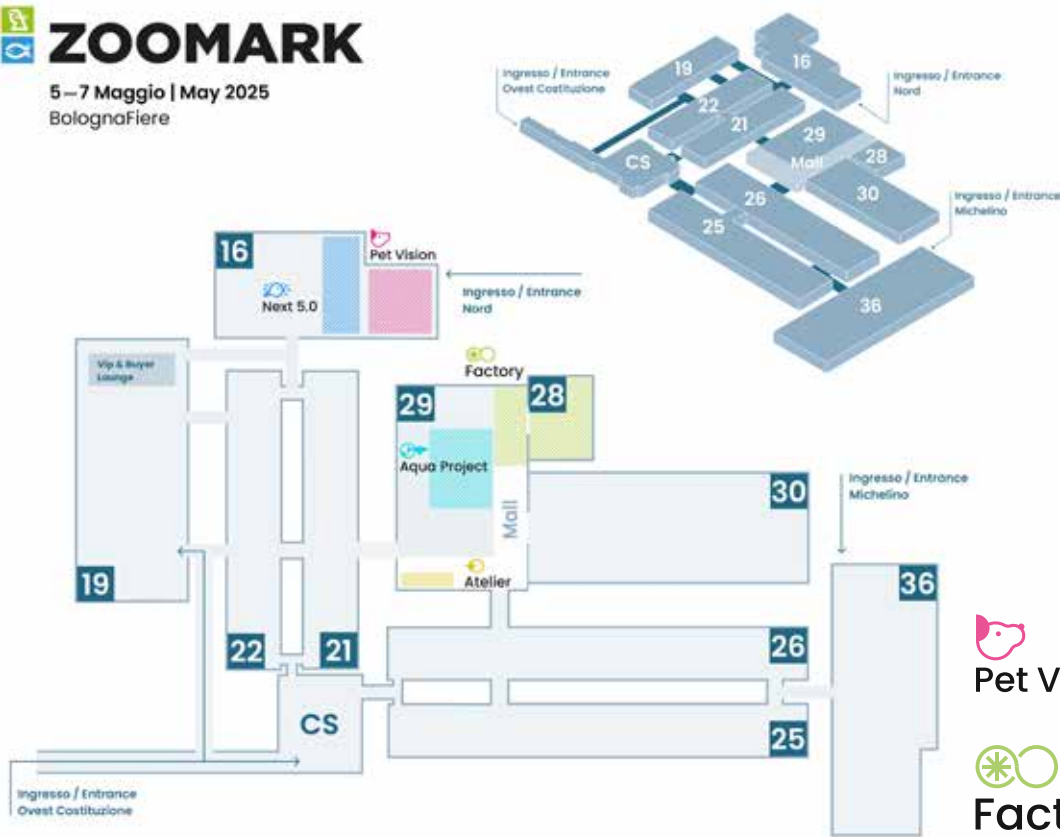 ZOOMARK
5–7 Maggio | May 2025
BolognaFiere
Ingresso / Entrance
Ovest Costituzione
19
16
Ingresso / Entrance
Nord
22
21
29
CS
Mall
28
26
30
Ingresso / Entrance
Michelino
25
36
16
Pet Vision
Next 5.0
Ingresso / Entrance
Nord
Vip & Buyer
Lounge
Factory
29
28
Aqua Project
30
Ingresso / Entrance
Michelino
Mall
19
Atelier
36
22
21
26
Pet V
CS
25
Ingresso / Entrance
Ovest Costituzione
Fact